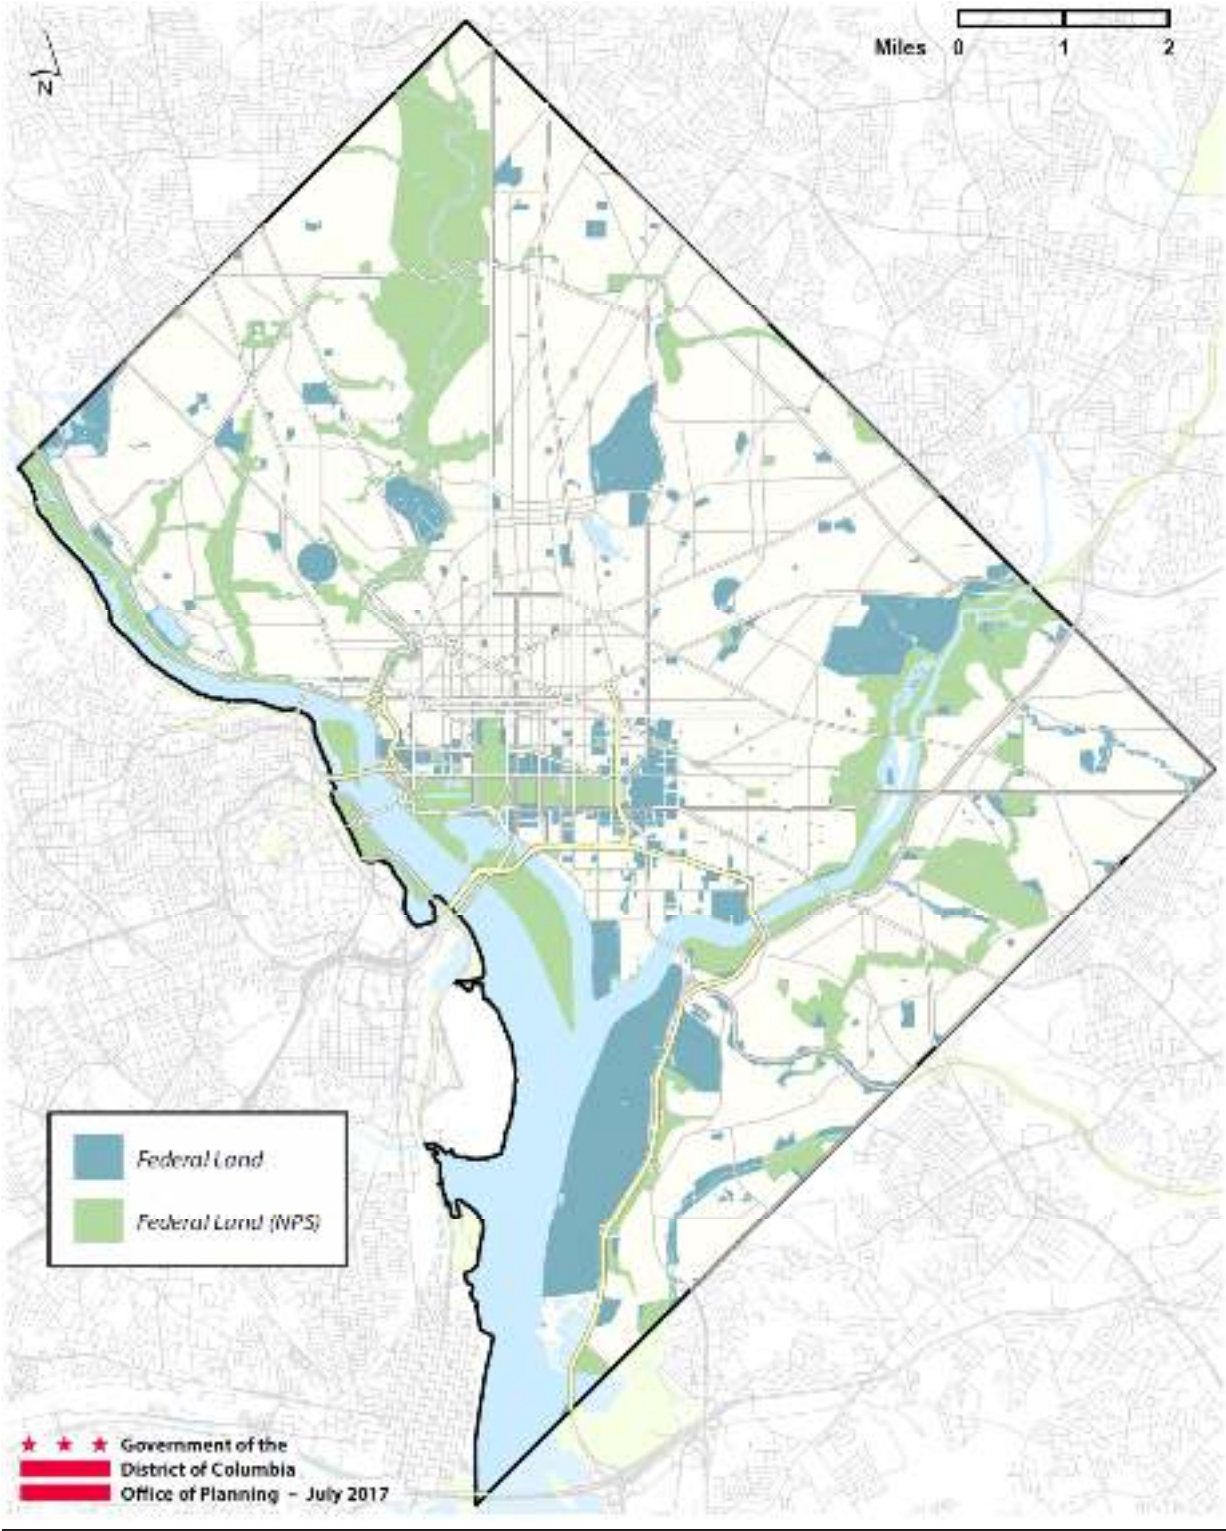 Miles 0 1 2
N
Federal Land
Federal Land (NPS)
Government of the
District of Columbia
Office of Planning – July 2017